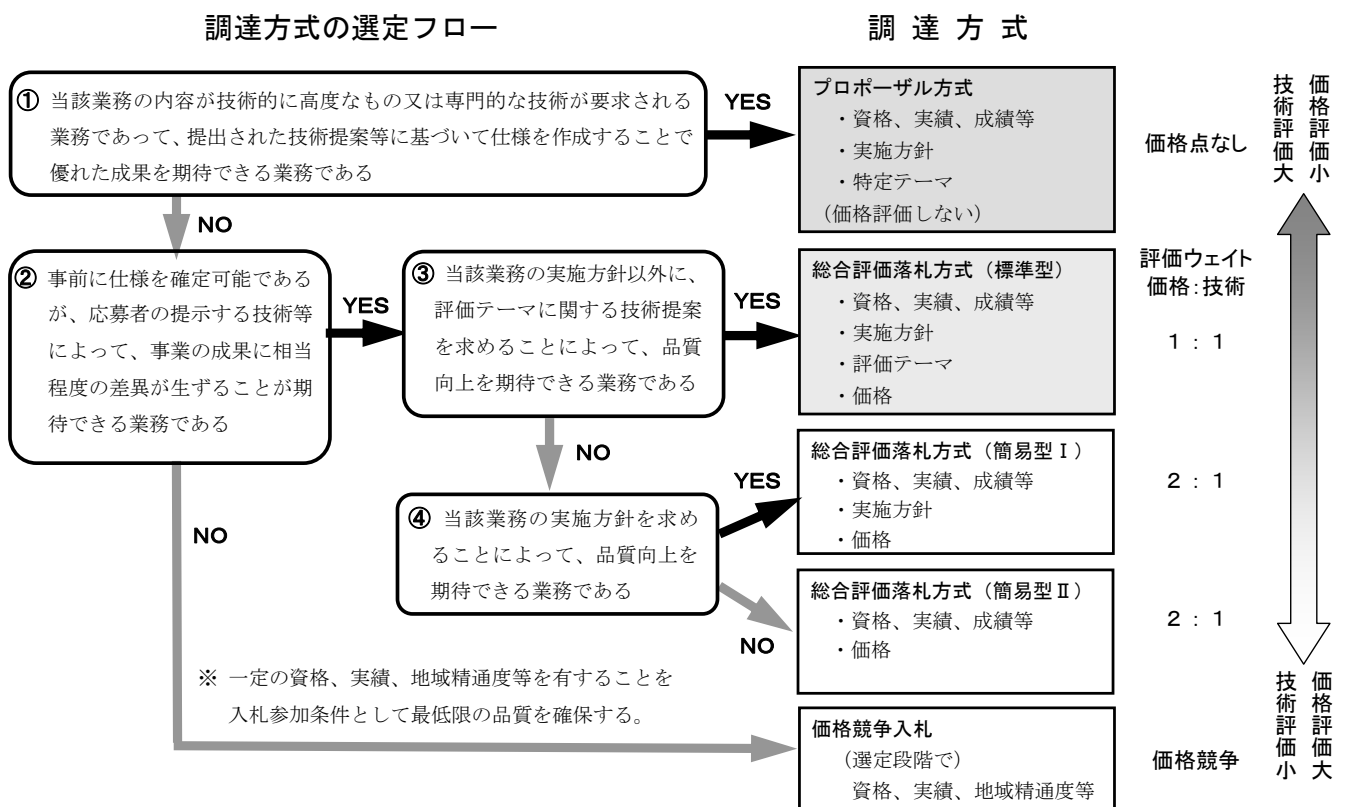 調達方式の選定フロー
調 達 方 式
① 当該業務の内容が技術的に高度なもの又は専門的な技術が要求される
業務であって、提出された技術提案等に基づいて仕様を作成することで
優れた成果を期待できる業務である
YES
プロポーザル方式
・資格、実績、成績等
・実施方針
・特定テーマ
（価格評価しない）
価格点なし
価格評価小
技術評価大
NO
② 事前に仕様を確定可能である
が、応募者の提示する技術等
によって、事業の成果に相当
程度の差異が生ずることが期
待できる業務である
YES
③ 当該業務の実施方針以外に、
評価テーマに関する技術提案
を求めることによって、品質
向上を期待できる業務である
YES
総合評価落札方式（標準型）
・資格、実績、成績等
・実施方針
・評価テーマ
・価格
評価ウェイト
価格：技術
１ ： １
NO
④ 当該業務の実施方針を求め
ることによって、品質向上を
期待できる業務である
YES
総合評価落札方式（簡易型Ⅰ）
・資格、実績、成績等
・実施方針
・価格
２ ： １
NO
総合評価落札方式（簡易型Ⅱ）
・資格、実績、成績等
・価格
２ ： １
NO
※ 一定の資格、実績、地域精通度等を有することを
入札参加条件として最低限の品質を確保する。
価格競争入札
（選定段階で）
資格、実績、地域精通度等
価格競争
価格評価大
技術評価小